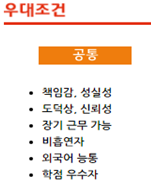 우대조건
공통
• 책임감, 성실성
• 도덕상, 신뢰성
• 장기 근무 가능
• 비흡연자
• 외국어 능통
• 학점 우수자